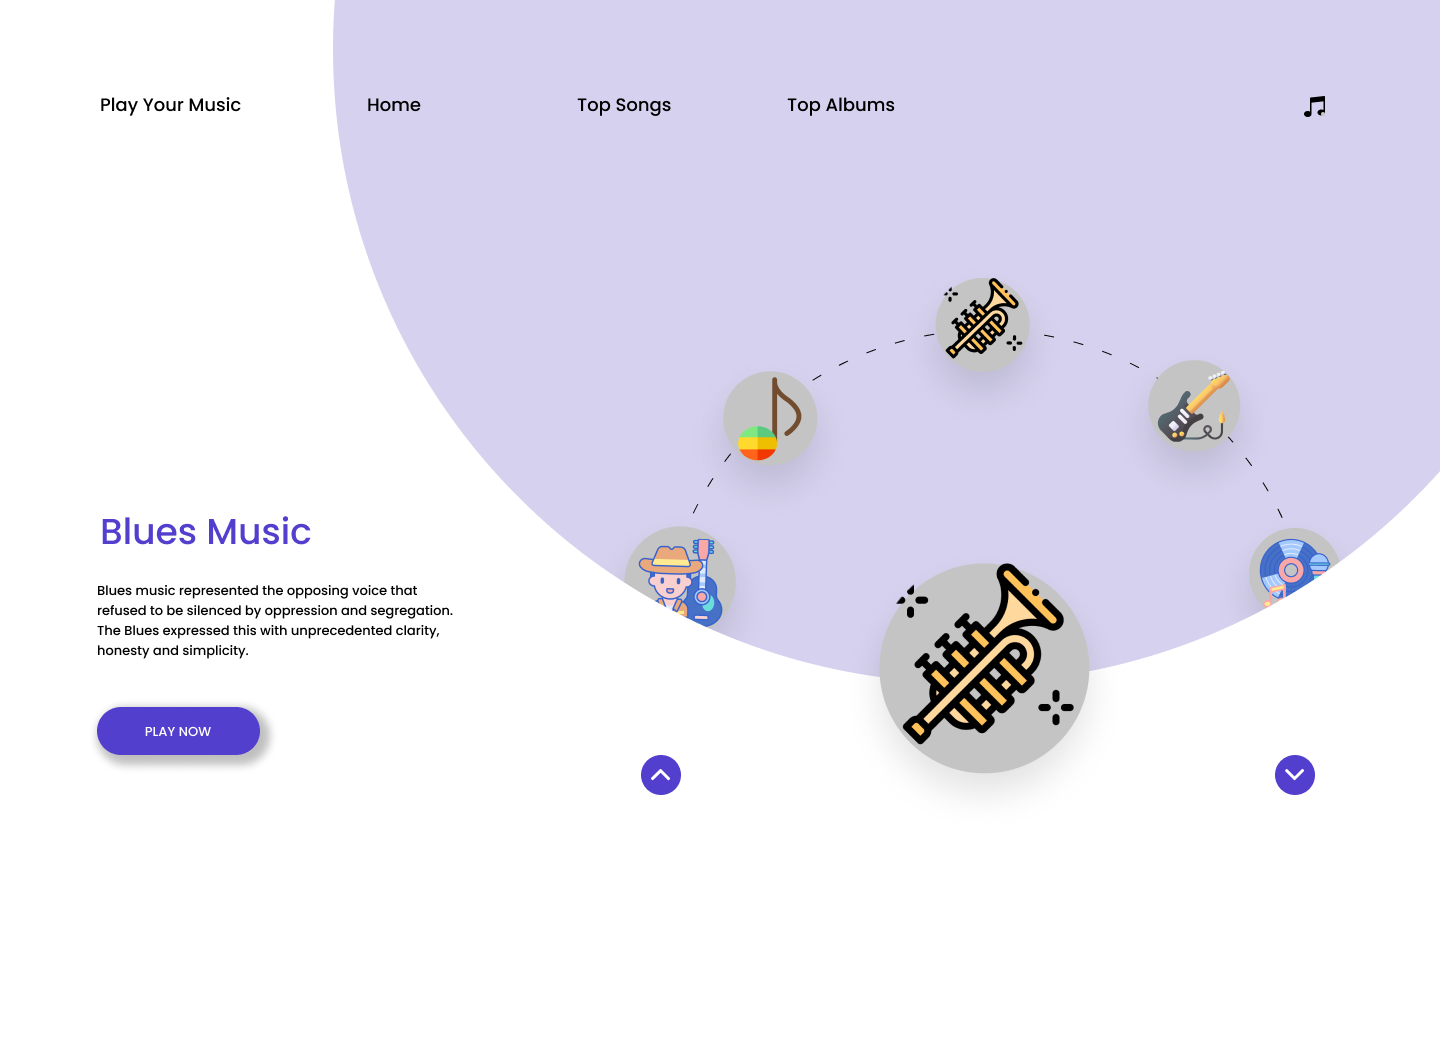 Play Your Music Home Top Songs Top Albums
Blues Music
Blues music represented the opposing voice that
refused to be silenced by oppression and segregation.
The Blues expressed this with unprecedented clarity,
honesty and simplicity.
PLAY NOW